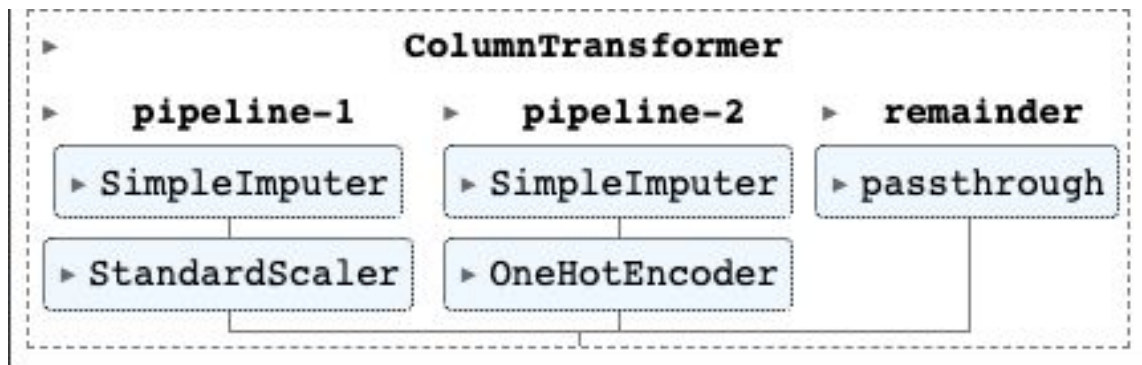 ColumnTransformer
pipeline-1 pipeline-2 remainder
SimpleImputer SimpleImputer passthrough
StandardScaler OneHotEncoder